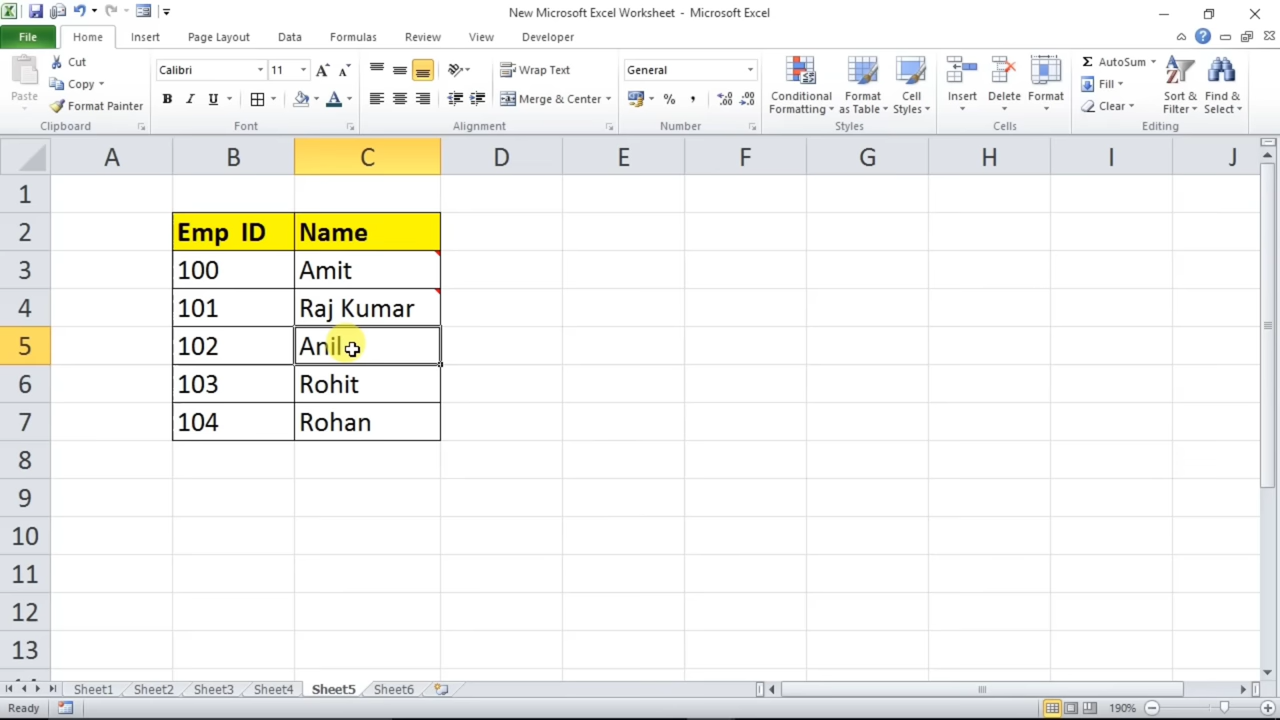 New Microsoft Excel Worksheet - Microsoft Excel
File Home Insert Page Layout Data Formulas Review View Developer
Paste
Cut
Copy
Format Painter
Clipboard
Calibri 11
B I U
Font
Wrap Text
Merge & Center
Alignment
General
Number
Conditional Formatting
Format as Table
Cell Styles
Styles
Insert
Delete
Format
Cells
Σ AutoSum
Fill
Clear
Sort & Filter
Find & Select
Editing
A B C D E F G H I J
1
2 Emp ID Name
3 100 Amit
4 101 Raj Kumar
5 102 Anil
6 103 Rohit
7 104 Rohan
8
9
10
11
12
13
Sheet1 Sheet2 Sheet3 Sheet4 Sheet5 Sheet6
Ready 190%